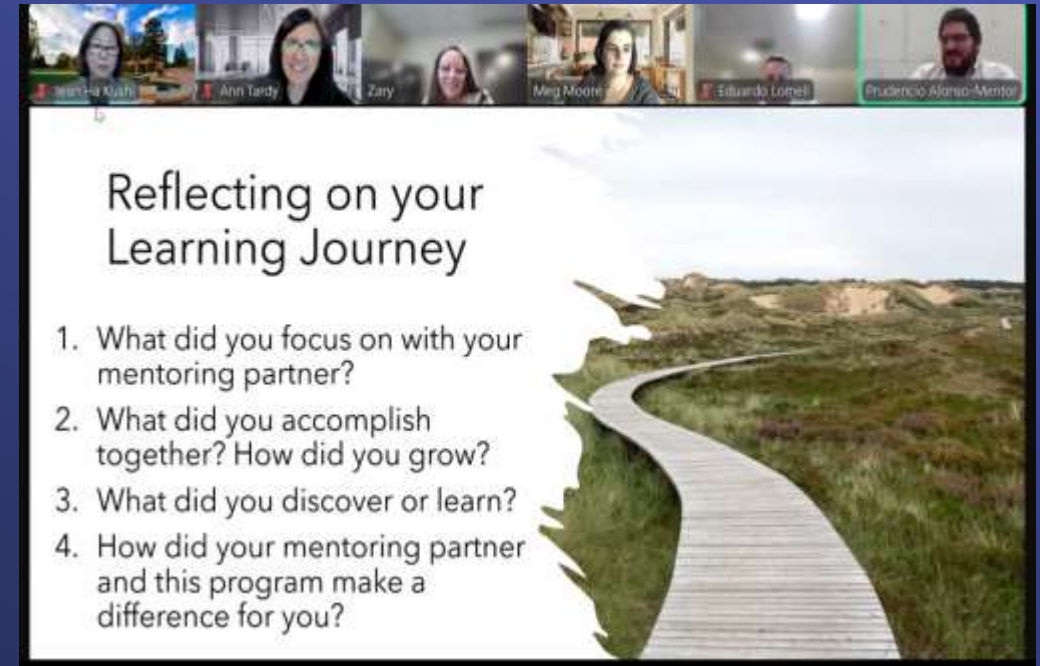 Ann Tardy
Zary
Meg Moore
Eduardo Lomeli
Prudencio Alonso-Mentor
Reflecting on your
Learning Journey
1. What did you focus on with your
mentoring partner?
2. What did you accomplish
together? How did you grow?
3. What did you discover or learn?
4. How did your mentoring partner
and this program make a
difference for you?